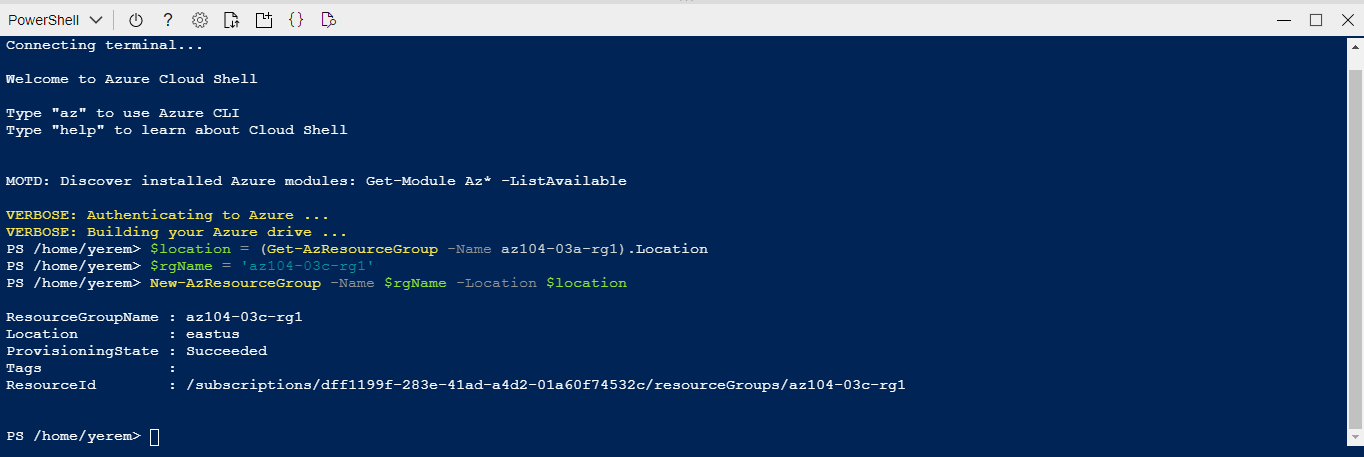 PowerShell
?
{}
Connecting terminal...
Welcome to Azure Cloud Shell
Type "az" to use Azure CLI
Type "help" to learn about Cloud Shell
MOTD: Discover installed Azure modules: Get-Module Az* -ListAvailable
VERBOSE: Authenticating to Azure ...
VERBOSE: Building your Azure drive ...
PS /home/yerem> $location = (Get-AzResourceGroup -Name az104-03a-rg1).Location
PS /home/yerem> $rgName = 'az104-03c-rg1'
PS /home/yerem> New-AzResourceGroup -Name $rgName -Location $location
ResourceGroupName : az104-03c-rg1
Location : eastus
ProvisioningState : Succeeded
Tags :
ResourceId : /subscriptions/dff1199f-283e-41ad-a4d2-01a60f74532c/resourceGroups/az104-03c-rg1
PS /home/yerem>